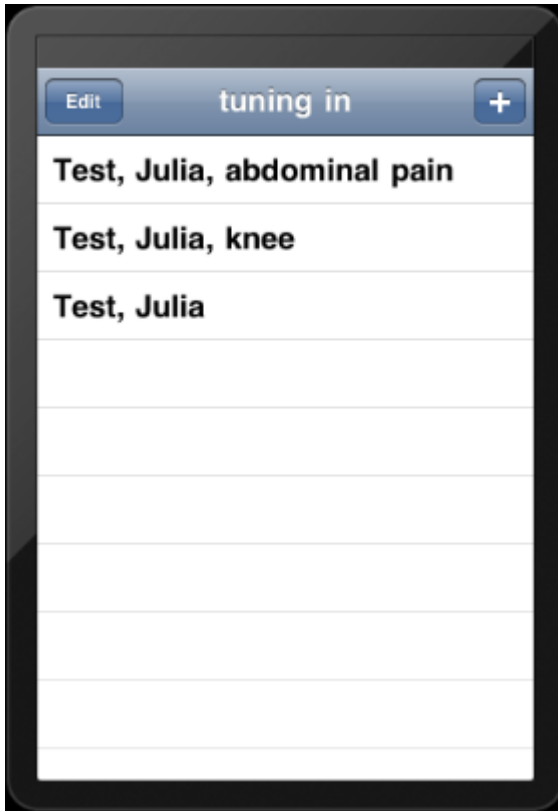 Edit
tuning in
+
Test, Julia, abdominal pain
Test, Julia, knee
Test, Julia